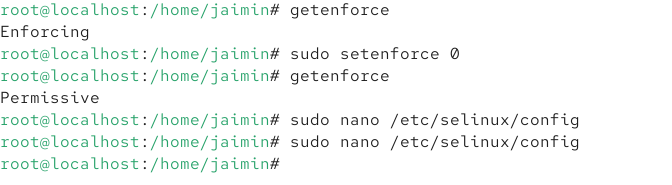 root@localhost:/home/jaimin# getenforce
Enforcing
root@localhost:/home/jaimin# sudo setenforce 0
root@localhost:/home/jaimin# getenforce
Permissive
root@localhost:/home/jaimin# sudo nano /etc/selinux/config
root@localhost:/home/jaimin# sudo nano /etc/selinux/config
root@localhost:/home/jaimin#